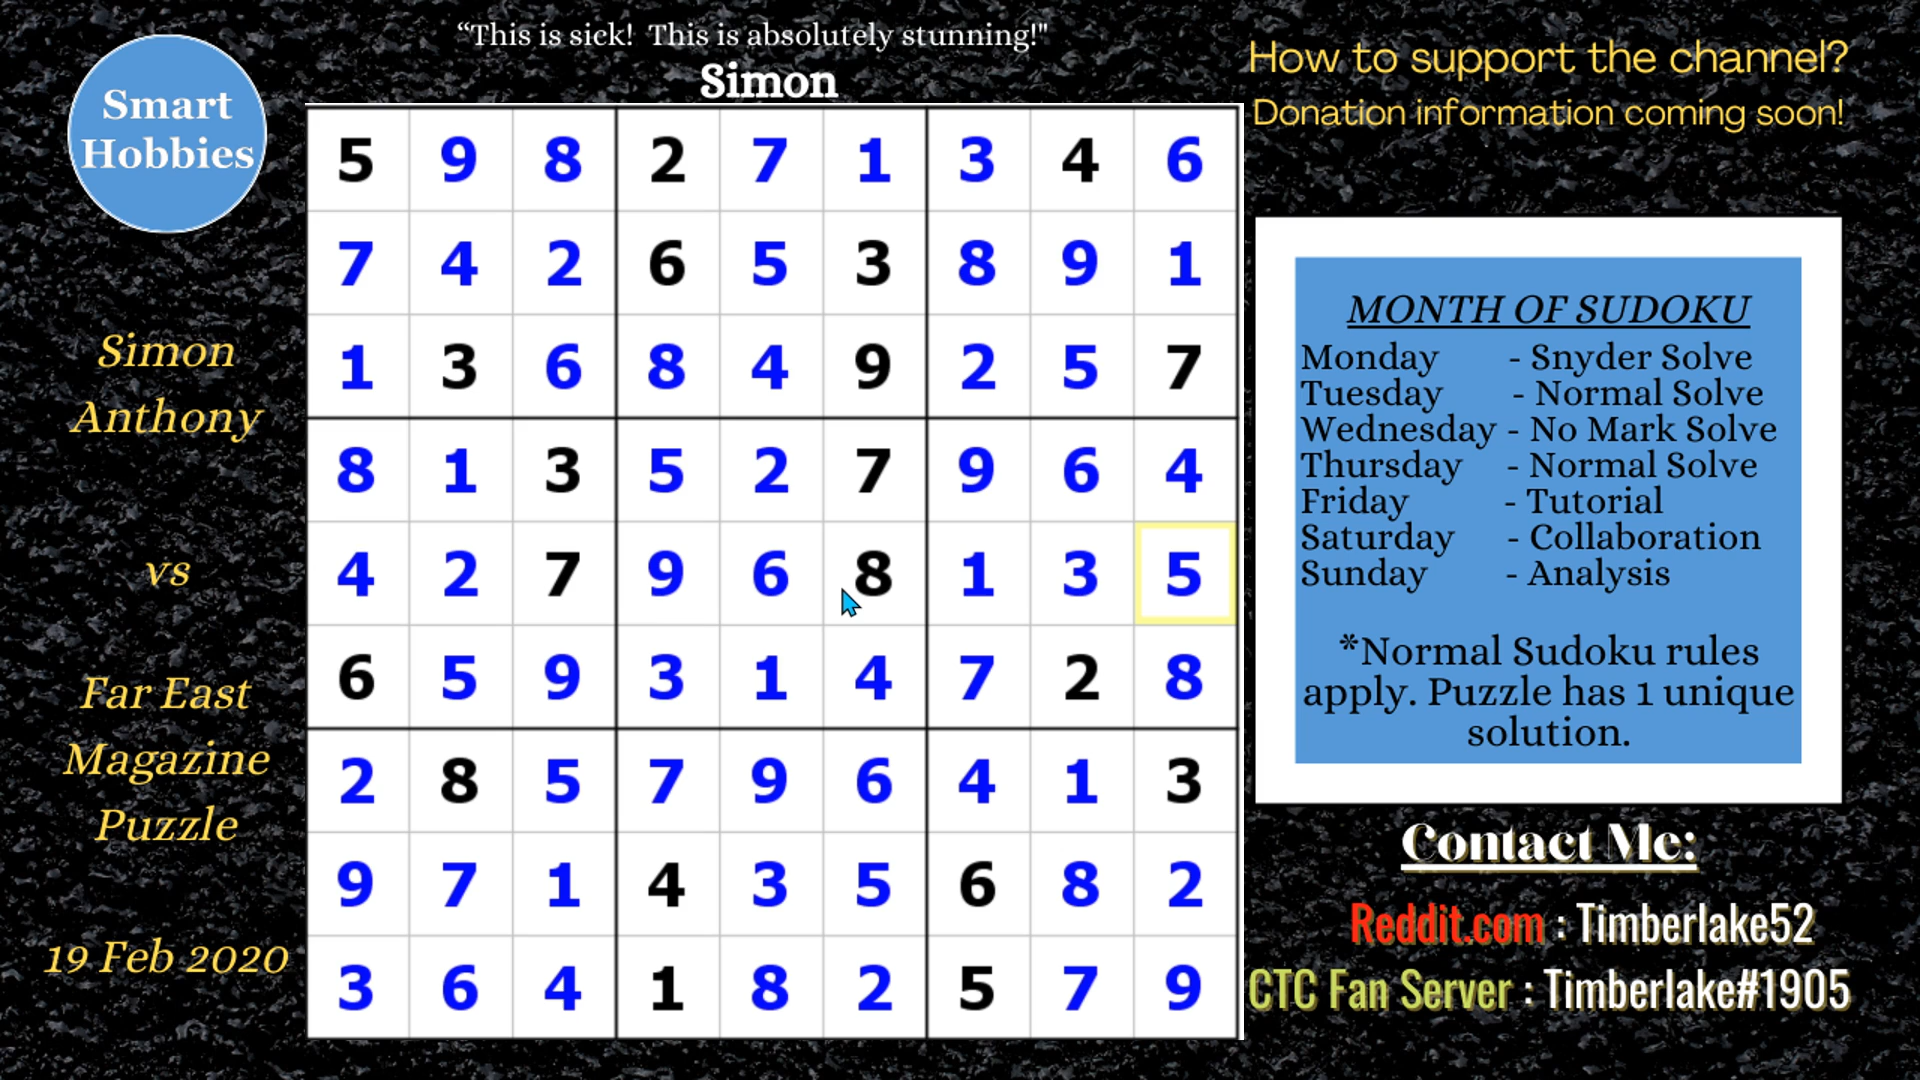 “This is sick!  This is absolutely stunning!"
Simon
Smart
Hobbies
Simon
Anthony
vs
Far East
Magazine
Puzzle
19 Feb 2020
5 9 8 2 7 1 3 4 6
7 4 2 6 5 3 8 9 1
1 3 6 8 4 9 2 5 7
8 1 3 5 2 7 9 6 4
4 2 7 9 6 8 1 3 5
6 5 9 3 1 4 7 2 8
2 8 5 7 9 6 4 1 3
9 7 1 4 3 5 6 8 2
3 6 4 1 8 2 5 7 9
How to support the channel?
Donation information coming soon!
MONTH OF SUDOKU
Monday - Snyder Solve
Tuesday - Normal Solve
Wednesday - No Mark Solve
Thursday - Normal Solve
Friday - Tutorial
Saturday - Collaboration
Sunday - Analysis
*Normal Sudoku rules
apply. Puzzle has 1 unique
solution.
Contact Me:
Reddit.com : Timberlake52
CTC Fan Server : Timberlake#1905